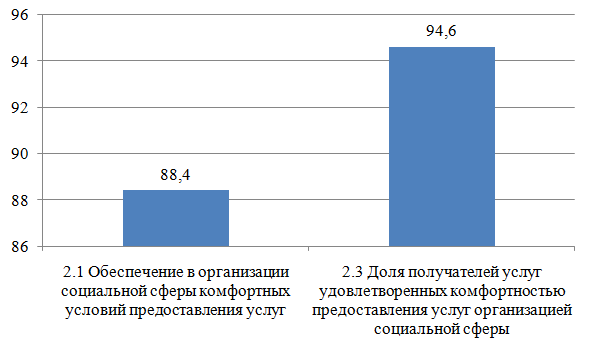 96
94
92
90
88
86
88,4
94,6
2.1 Обеспечение в организации
социальной сферы комфортных
условий предоставления услуг
2.3 Доля получателей услуг
удовлетворенных комфортностью
предоставления услуг организацией
социальной сферы